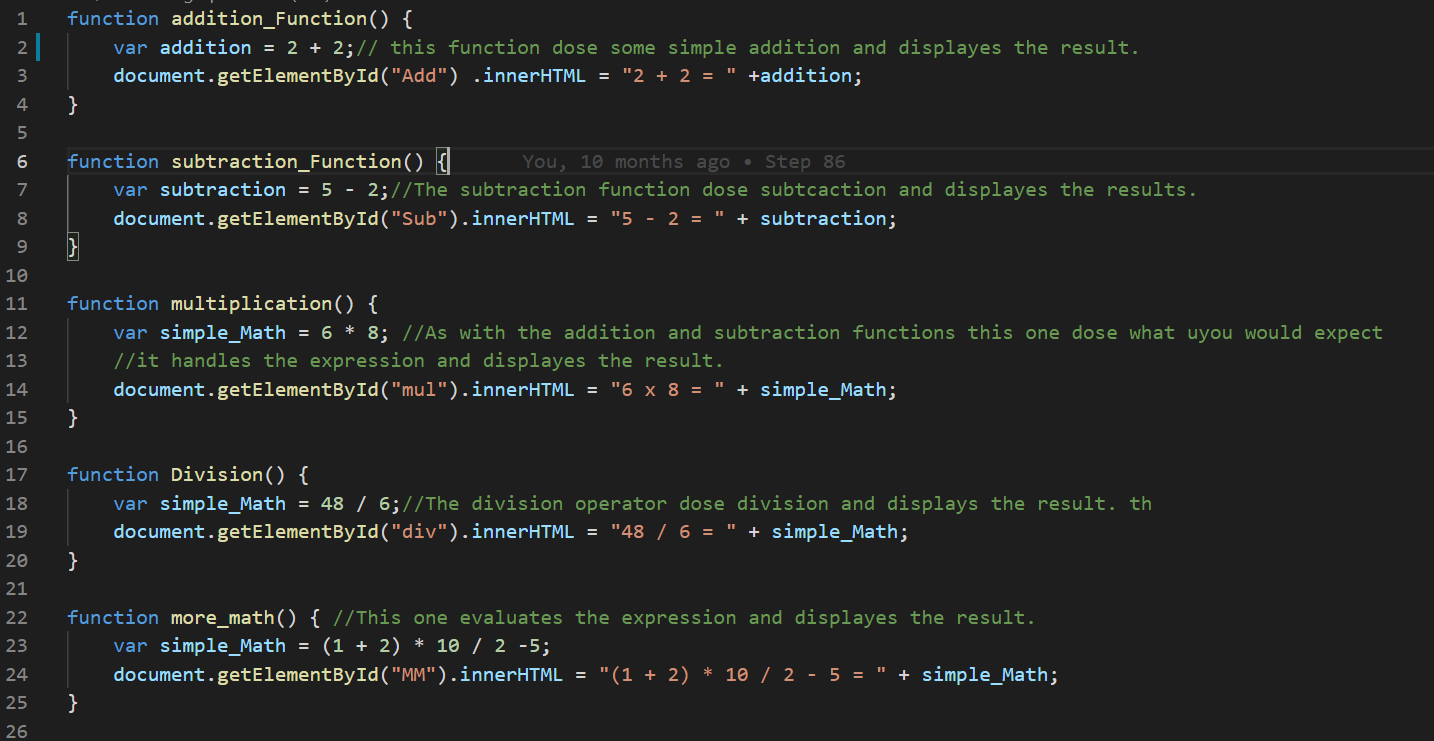 1 function addition_Function() {
2 var addition = 2 + 2;// this function dose some simple addition and displayes the result.
3 document.getElementById("Add") .innerHTML = "2 + 2 = " +addition;
4 }
5
6 function subtraction_Function() { You, 10 months ago • Step 86
7 var subtraction = 5 - 2;//The subtraction function dose subtcaction and displayes the results.
8 document.getElementById("Sub").innerHTML = "5 - 2 = " + subtraction;
9 }
10
11 function multiplication() {
12 var simple_Math = 6 * 8; //As with the addition and subtraction functions this one dose what uyou would expect
13 //it handles the expression and displayes the result.
14 document.getElementById("mul").innerHTML = "6 x 8 = " + simple_Math;
15 }
16
17 function Division() {
18 var simple_Math = 48 / 6;//The division operator dose division and displays the result. th
19 document.getElementById("div").innerHTML = "48 / 6 = " + simple_Math;
20 }
21
22 function more_math() { //This one evaluates the expression and displayes the result.
23 var simple_Math = (1 + 2) * 10 / 2 -5;
24 document.getElementById("MM").innerHTML = "(1 + 2) * 10 / 2 - 5 = " + simple_Math;
25 }
26